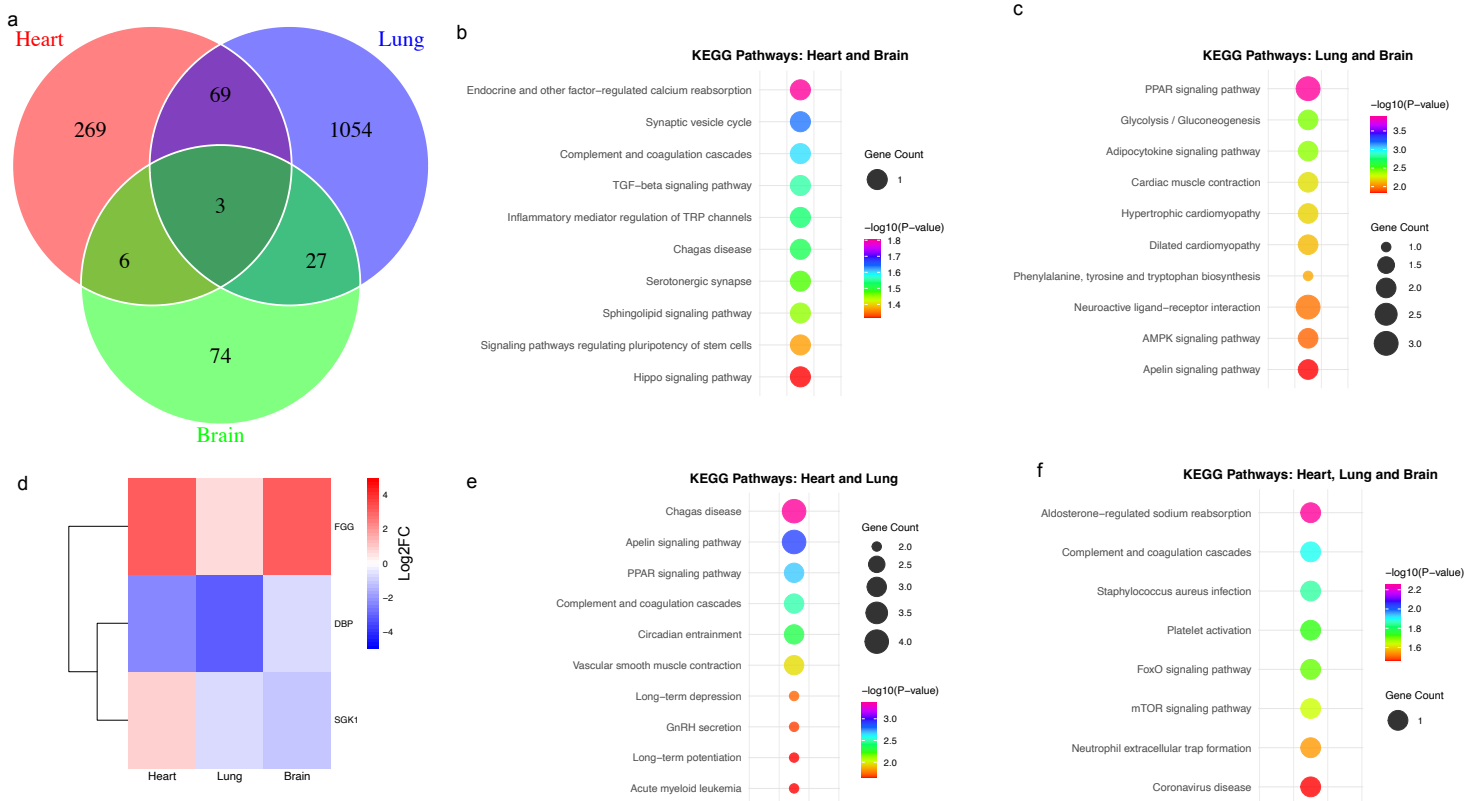 a
Heart
Lung
69
269
1054
3
6
27
74
Brain
b
KEGG Pathways: Heart and Brain
Endocrine and other factor−regulated calcium reabsorption
Synaptic vesicle cycle
Complement and coagulation cascades
TGF−beta signaling pathway
Inflammatory mediator regulation of TRP channels
Chagas disease
Serotonergic synapse
Sphingolipid signaling pathway
Signaling pathways regulating pluripotency of stem cells
Hippo signaling pathway
Gene Count
1
−log10(P−value)
1.8
1.7
1.6
1.5
1.4
c
KEGG Pathways: Lung and Brain
PPAR signaling pathway
Glycolysis / Gluconeogenesis
Adipocytokine signaling pathway
Cardiac muscle contraction
Hypertrophic cardiomyopathy
Dilated cardiomyopathy
Phenylalanine, tyrosine and tryptophan biosynthesis
Neuroactive ligand−receptor interaction
AMPK signaling pathway
Apelin signaling pathway
−log10(P−value)
3.5
3.0
2.5
2.0
Gene Count
1.0
1.5
2.0
2.5
3.0
d
FGG
DBP
SGK1
Heart
Lung
Brain
4
2
0
−2
−4
Log2FC
e
KEGG Pathways: Heart and Lung
Chagas disease
Apelin signaling pathway
PPAR signaling pathway
Complement and coagulation cascades
Circadian entrainment
Vascular smooth muscle contraction
Long−term depression
GnRH secretion
Long−term potentiation
Acute myeloid leukemia
Gene Count
2.0
2.5
3.0
3.5
4.0
−log10(P−value)
3.0
2.5
2.0
f
KEGG Pathways: Heart, Lung and Brain
Aldosterone−regulated sodium reabsorption
Complement and coagulation cascades
Staphylococcus aureus infection
Platelet activation
FoxO signaling pathway
mTOR signaling pathway
Neutrophil extracellular trap formation
Coronavirus disease
−log10(P−value)
2.2
2.0
1.8
1.6
Gene Count
1